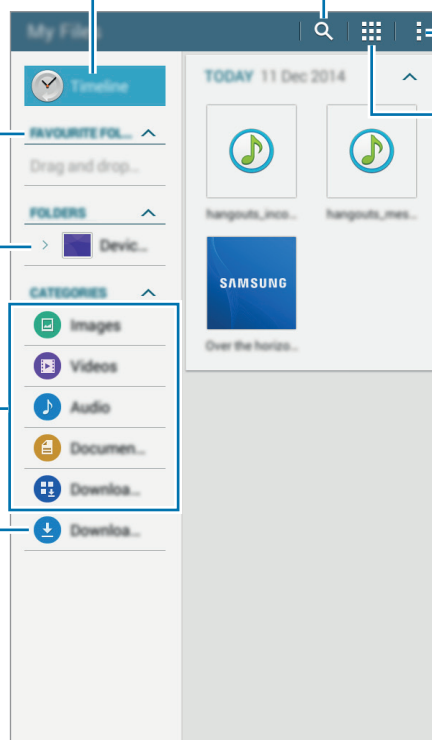 My Files
Timeline
TODAY 11 Dec 2014
FAVOURITE FOL...
Drag and drop...
hangouts_inco...
hangouts_mes...
FOLDERS
Devic...
SAMSUNG
CATEGORIES
Images
Over the horizo...
Videos
Audio
Documen...
Downloa...
Downloa...